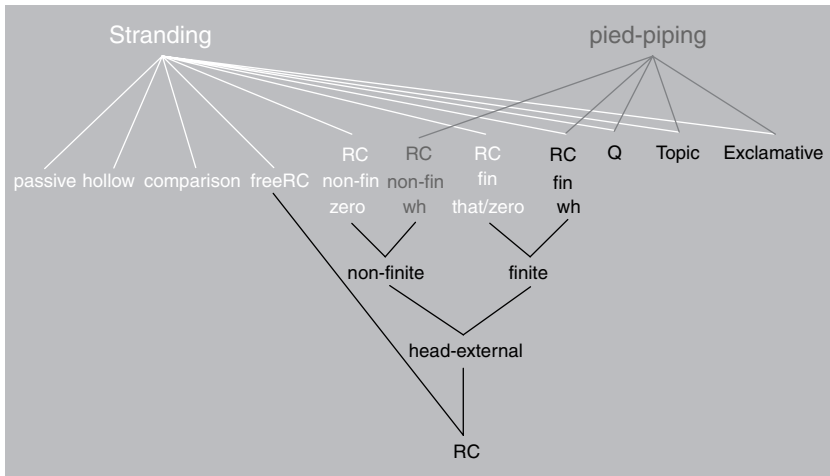 Stranding pied-piping
RC RC RC RC Q Topic Exclamative
passive hollow comparison freeRC non-fin non-fin fin fin
zero wh that/zero wh
non-finite finite
head-external
RC